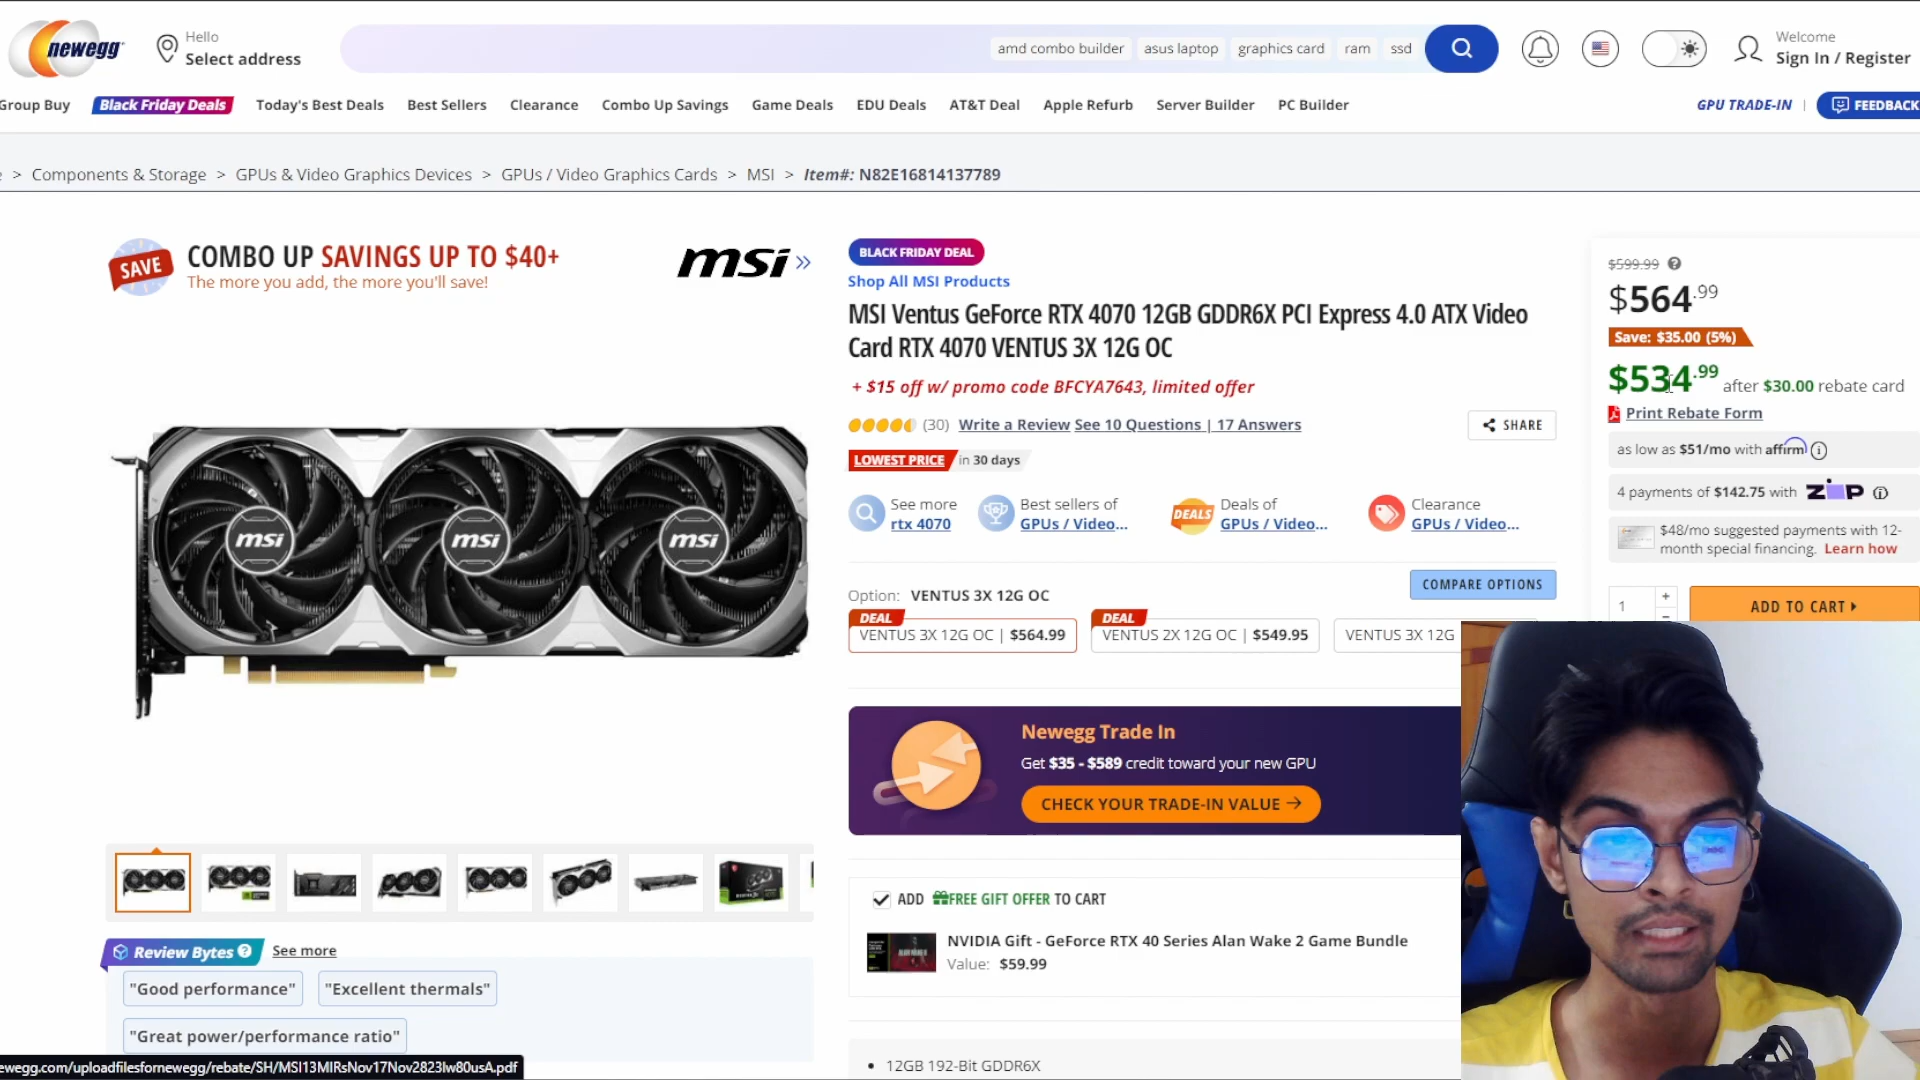 newegg
Hello
Select address
amd combo builder
asus laptop
graphics card
ram
ssd
Welcome
Sign In / Register
Group Buy
Black Friday Deals
Today's Best Deals
Best Sellers
Clearance
Combo Up Savings
Game Deals
EDU Deals
AT&T Deal
Apple Refurb
Server Builder
PC Builder
GPU TRADE-IN
FEEDBACK
> Components & Storage > GPUs & Video Graphics Devices > GPUs / Video Graphics Cards > MSI > Item#: N82E16814137789
SAVE
COMBO UP SAVINGS UP TO $40+
The more you add, the more you'll save!
msi
BLACK FRIDAY DEAL
Shop All MSI Products
MSI Ventus GeForce RTX 4070 12GB GDDR6X PCI Express 4.0 ATX Video
Card RTX 4070 VENTUS 3X 12G OC
+ $15 off w/ promo code BFCYA7643, limited offer
(30) Write a Review See 10 Questions | 17 Answers
SHARE
LOWEST PRICE in 30 days
See more
rtx 4070
Best sellers of
GPUs / Video...
DEALS
Deals of
GPUs / Video...
Clearance
GPUs / Video...
Option: VENTUS 3X 12G OC
COMPARE OPTIONS
DEAL
VENTUS 3X 12G OC | $564.99
DEAL
VENTUS 2X 12G OC | $549.95
VENTUS 3X 12G
$599.99
$564.99
Save: $35.00 (5%)
$534.99 after $30.00 rebate card
Print Rebate Form
as low as $51/mo with affirm
4 payments of $142.75 with ZIP
$48/mo suggested payments with 12-
month special financing. Learn how
1
+
-
ADD TO CART
msi
msi
msi
Newegg Trade In
Get $35 - $589 credit toward your new GPU
CHECK YOUR TRADE-IN VALUE
ADD FREE GIFT OFFER TO CART
NVIDIA Gift - GeForce RTX 40 Series Alan Wake 2 Game Bundle
Value: $59.99
Review Bytes ? See more
"Good performance"
"Excellent thermals"
"Great power/performance ratio"
ewegg.com/uploadfilesfornewegg/rebate/SH/MSI13MIRsNov17Nov2823lw80usA.pdf
• 12GB 192-Bit GDDR6X